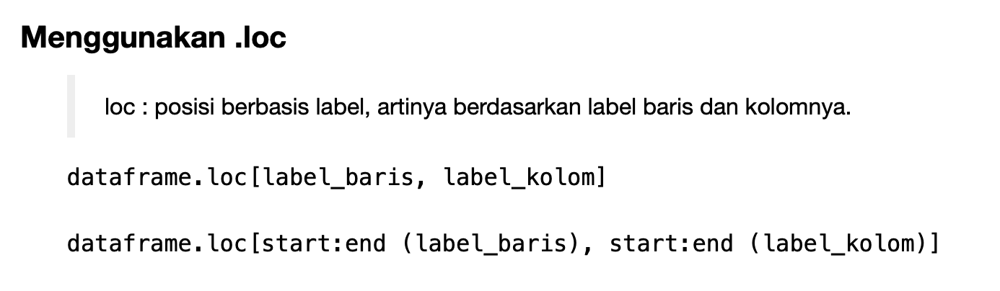 Menggunakan .loc
loc : posisi berbasis label, artinya berdasarkan label baris dan kolomnya.
dataframe.loc[label_baris, label_kolom]
dataframe.loc[start:end (label_baris), start:end (label_kolom)]